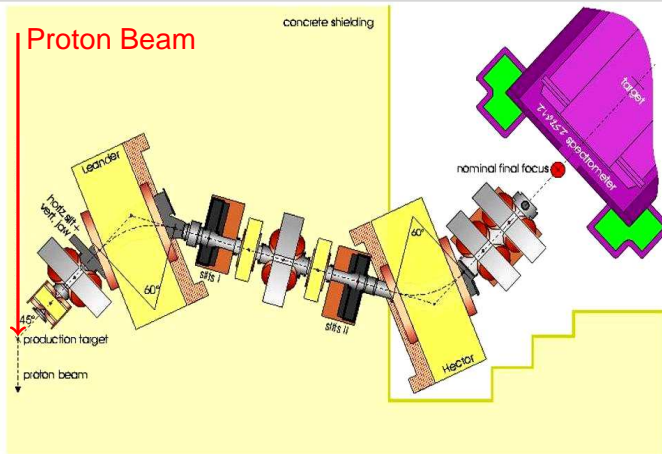 Proton Beam
concrete shielding
Leander
horiz slit +
vert. jaw
60°
45°
production target
proton beam
slits I
slits II
60°
Hector
nominal final focus
spectrometer
target